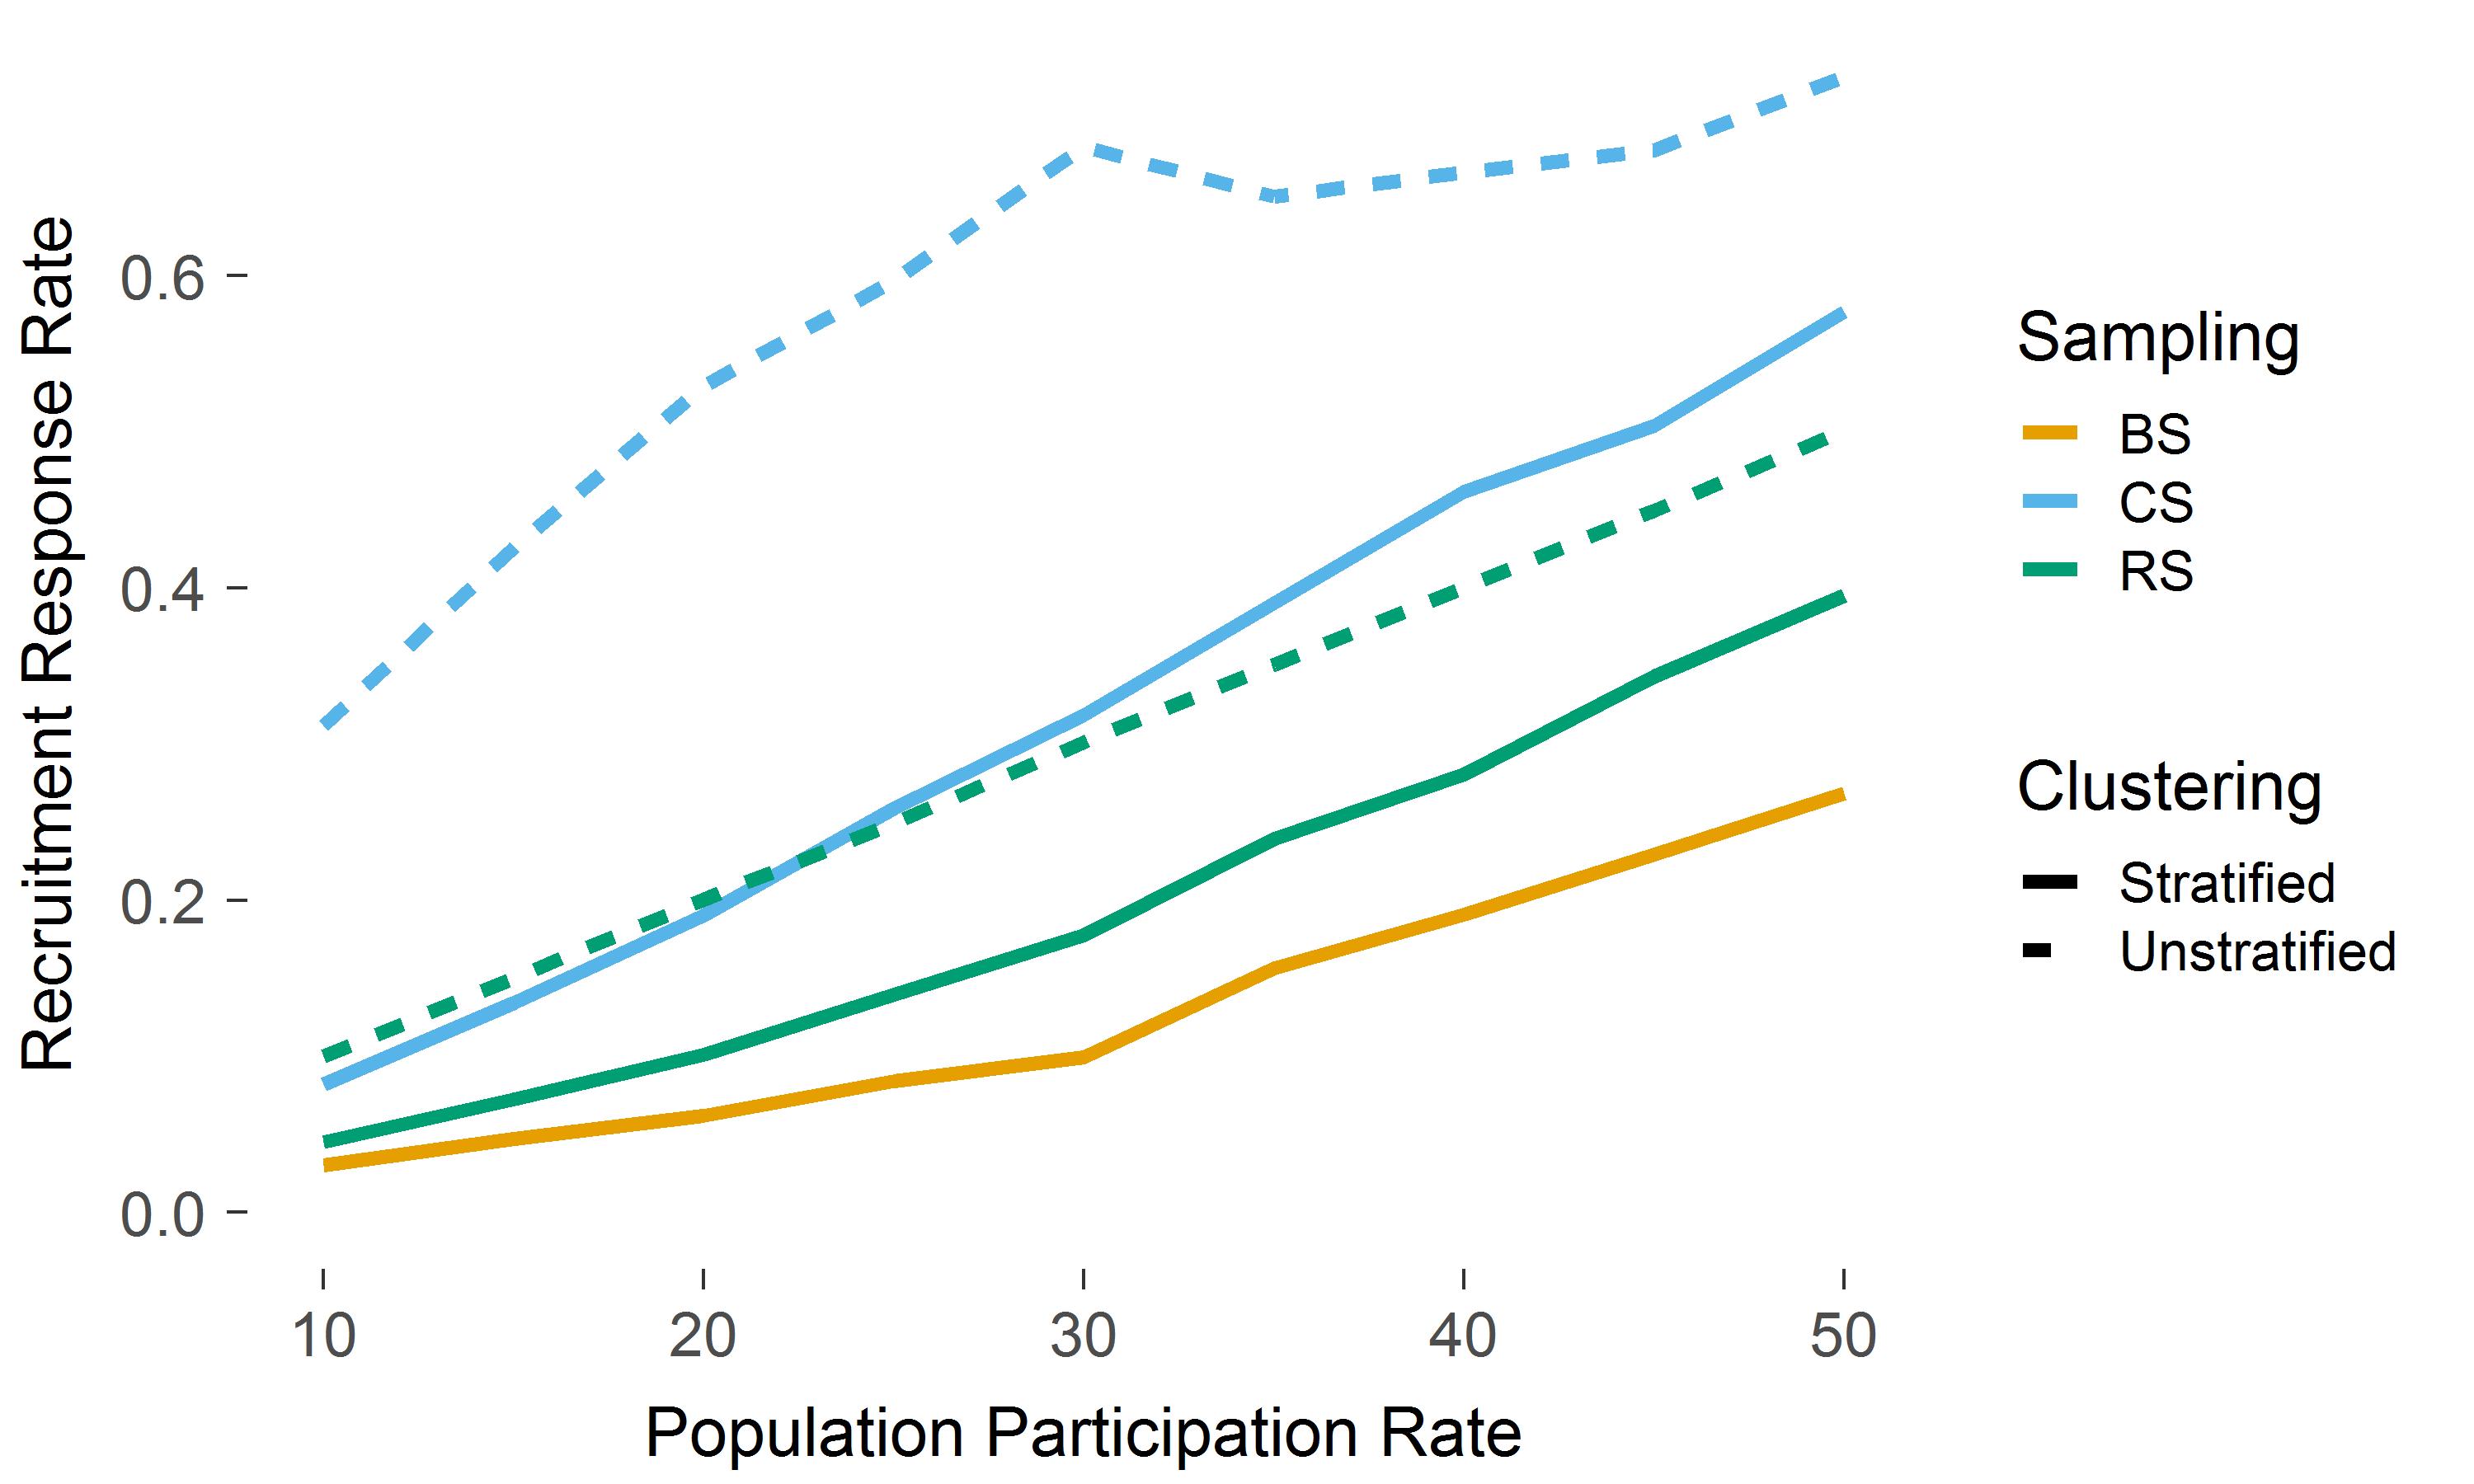 Recruitment Response Rate
0.6
0.4
0.2
0.0
10 20 30 40 50
Population Participation Rate
Sampling
BS
CS
RS
Clustering
Stratified
Unstratified